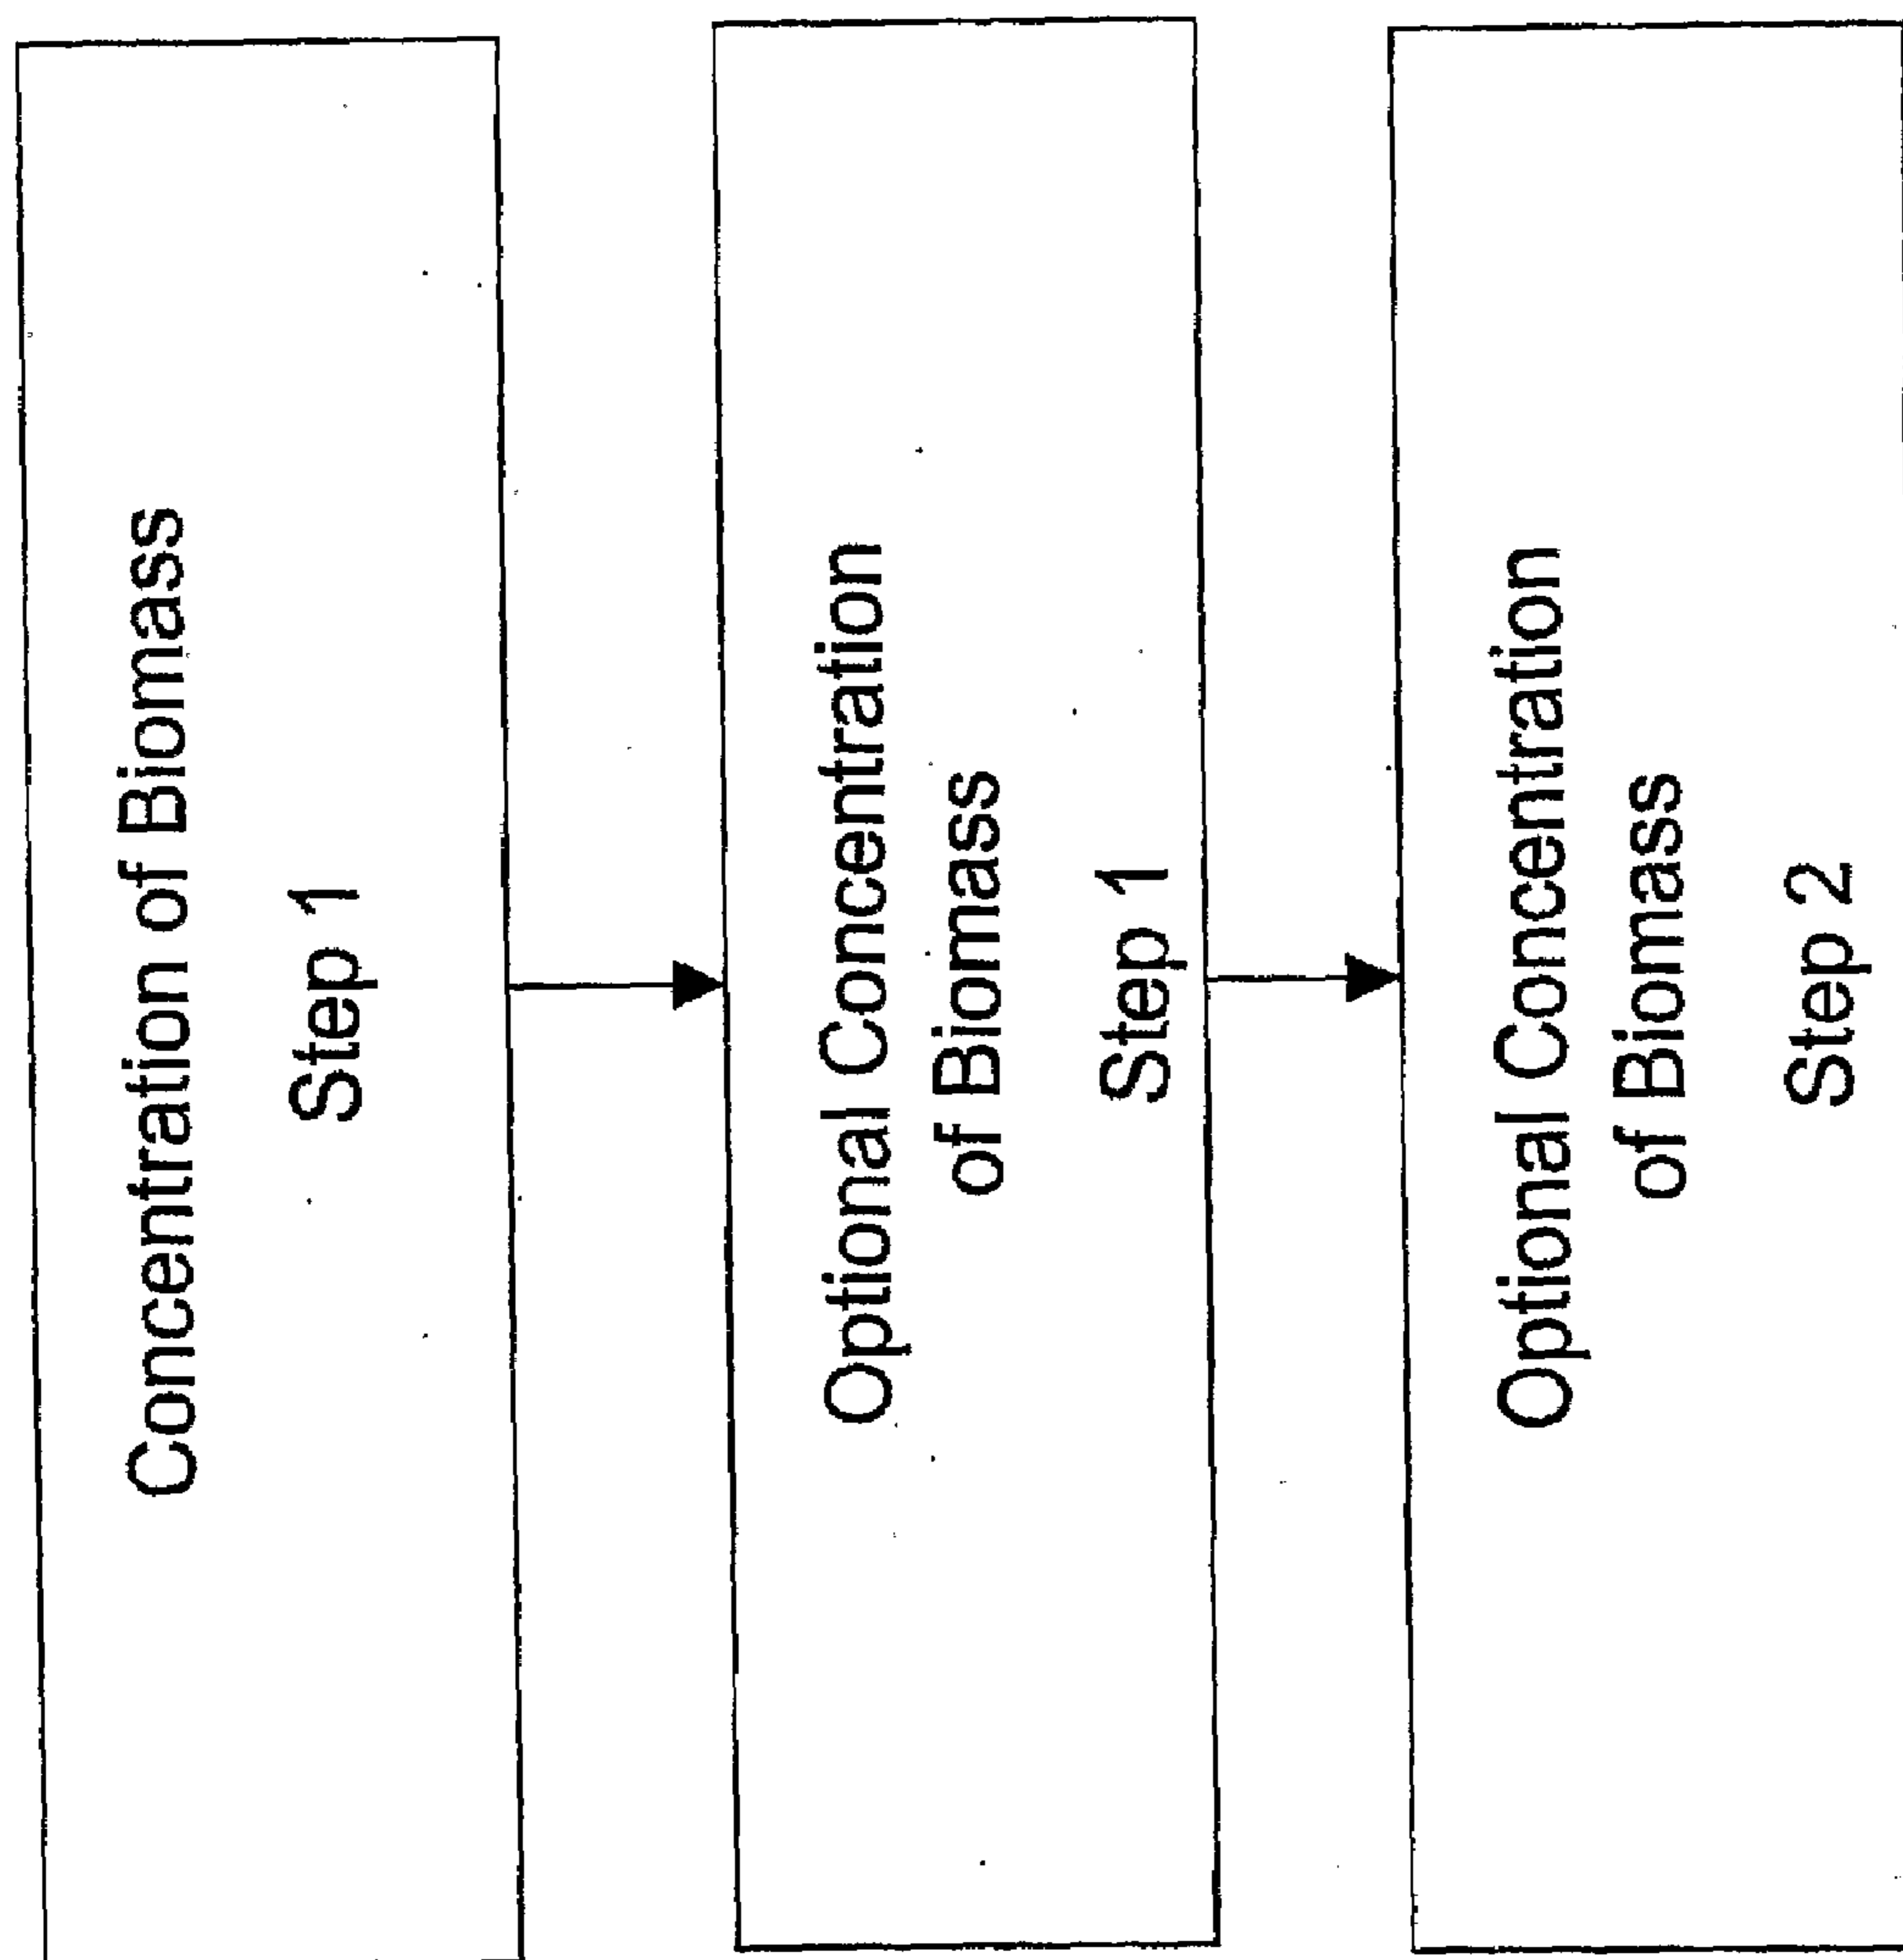 Concentration of Biomass
Step 1
Optional Concentration
of Biomass
Step 1
Optional Concentration
of Biomass
Step 2